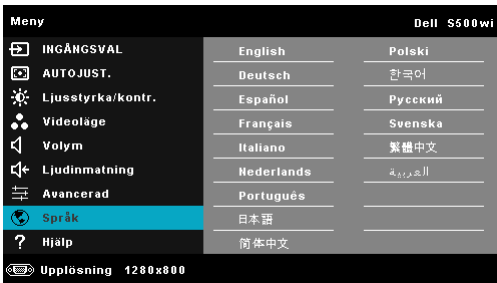 Meny Dell S500wi
INGÅNGSVAL
AUTOJUST.
Ljusstyrka/kontr.
Videoläge
Volym
Ljudinmatning
Avancerad
Språk
Hjälp
English Polski
Deutsch 한국어
Español Русский
Français Svenska
Italiano 繁體中文
Nederlands العربية
Português
日本語
简体中文
Upplösning 1280x800